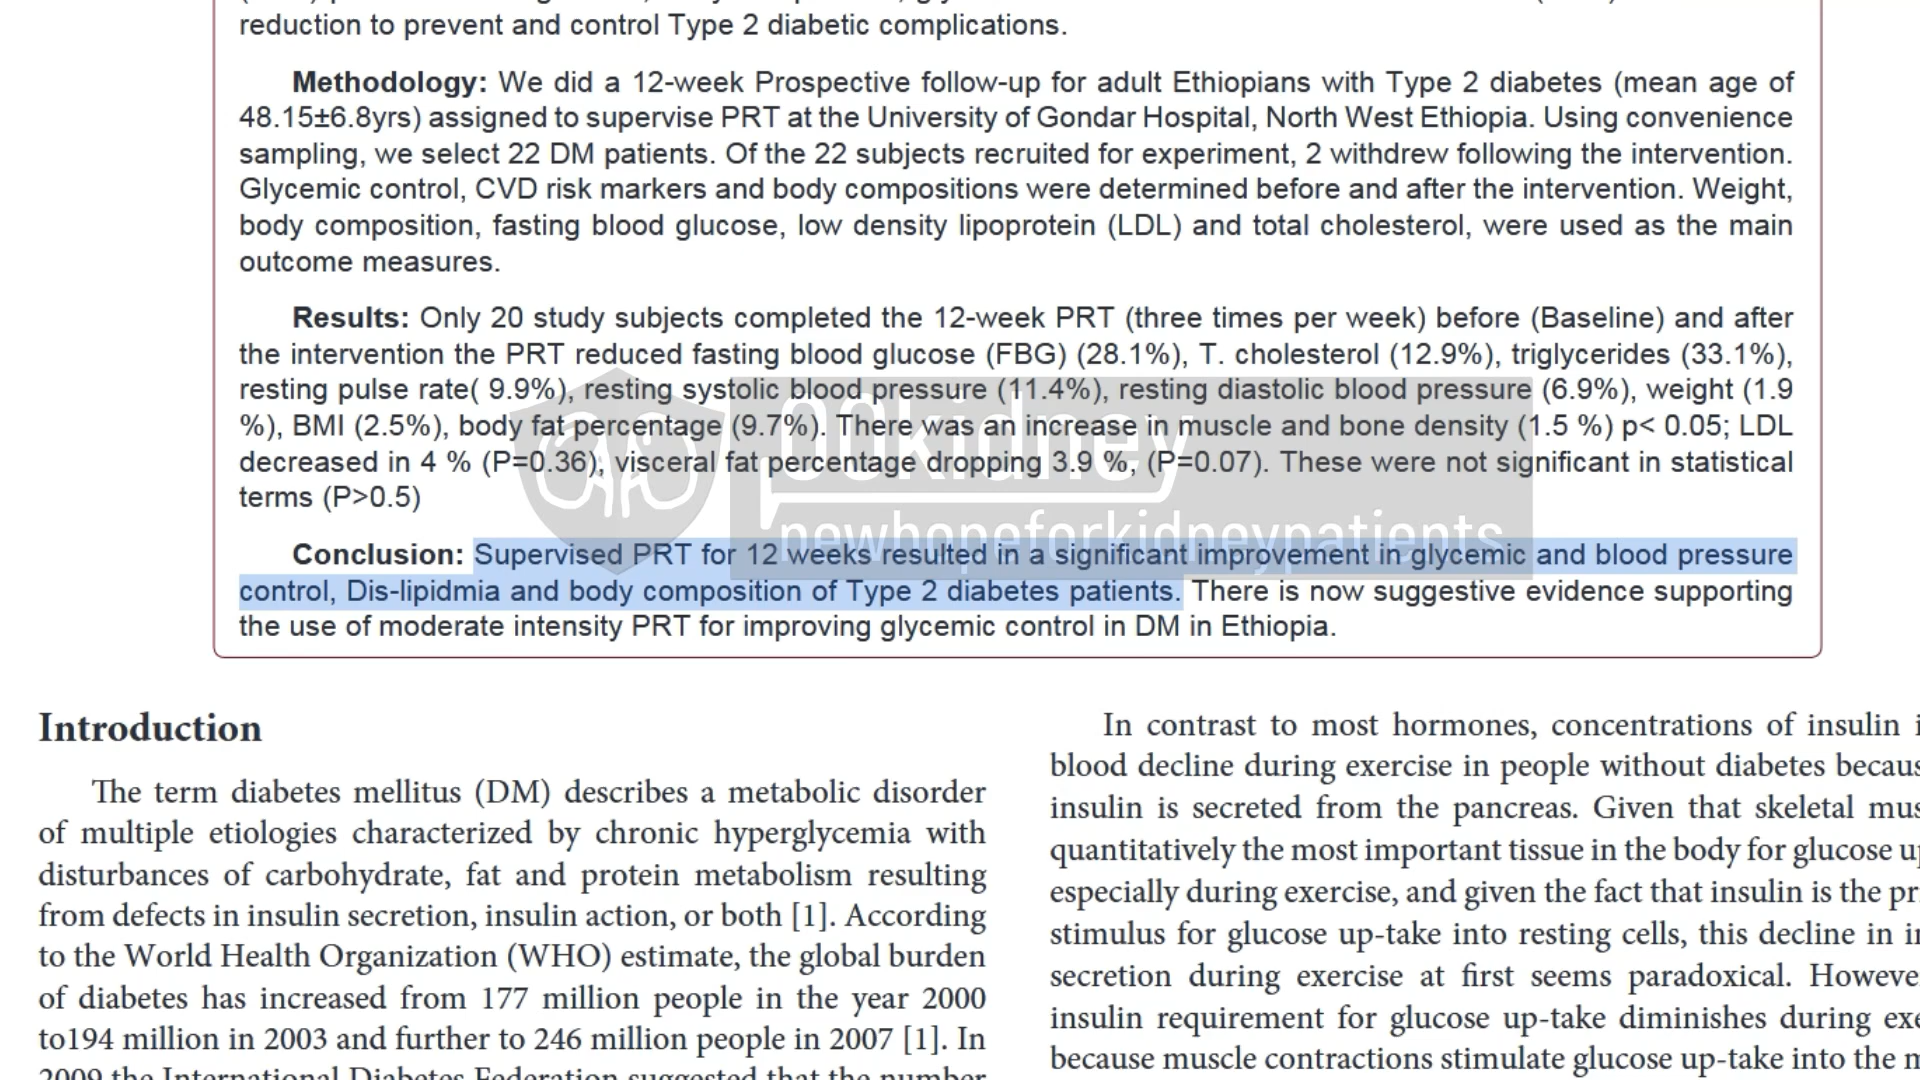 reduction to prevent and control Type 2 diabetic complications.
Methodology: We did a 12-week Prospective follow-up for adult Ethiopians with Type 2 diabetes (mean age of
48.15±6.8yrs) assigned to supervise PRT at the University of Gondar Hospital, North West Ethiopia. Using convenience
sampling, we select 22 DM patients. Of the 22 subjects recruited for experiment, 2 withdrew following the intervention.
Glycemic control, CVD risk markers and body compositions were determined before and after the intervention. Weight,
body composition, fasting blood glucose, low density lipoprotein (LDL) and total cholesterol, were used as the main
outcome measures.
Results: Only 20 study subjects completed the 12-week PRT (three times per week) before (Baseline) and after
the intervention the PRT reduced fasting blood glucose (FBG) (28.1%), T. cholesterol (12.9%), triglycerides (33.1%),
resting pulse rate( 9.9%), resting systolic blood pressure (11.4%), resting diastolic blood pressure (6.9%), weight (1.9
%), BMI (2.5%), body fat percentage (9.7%). There was an increase in muscle and bone density (1.5 %) p< 0.05; LDL
decreased in 4 % (P=0.36), visceral fat percentage dropping 3.9 %, (P=0.07). These were not significant in statistical
terms (P>0.5)
00kidney
newhopeforkidneypatients
Conclusion: Supervised PRT for 12 weeks resulted in a significant improvement in glycemic and blood pressure
control, Dis-lipidmia and body composition of Type 2 diabetes patients. There is now suggestive evidence supporting
the use of moderate intensity PRT for improving glycemic control in DM in Ethiopia.
Introduction
The term diabetes mellitus (DM) describes a metabolic disorder
of multiple etiologies characterized by chronic hyperglycemia with
disturbances of carbohydrate, fat and protein metabolism resulting
from defects in insulin secretion, insulin action, or both [1]. According
to the World Health Organization (WHO) estimate, the global burden
of diabetes has increased from 177 million people in the year 2000
to194 million in 2003 and further to 246 million people in 2007 [1]. In
2009 the International Diabetes Federation suggested that the number
In contrast to most hormones, concentrations of insulin
blood decline during exercise in people without diabetes
insulin is secreted from the pancreas. Given that skeletal
quantitatively the most important tissue in the body for glucose
especially during exercise, and given the fact that insulin is the
stimulus for glucose up-take into resting cells, this decline in
secretion during exercise at first seems paradoxical.
insulin requirement for glucose up-take diminishes during
because muscle contractions stimulate glucose up-take into the